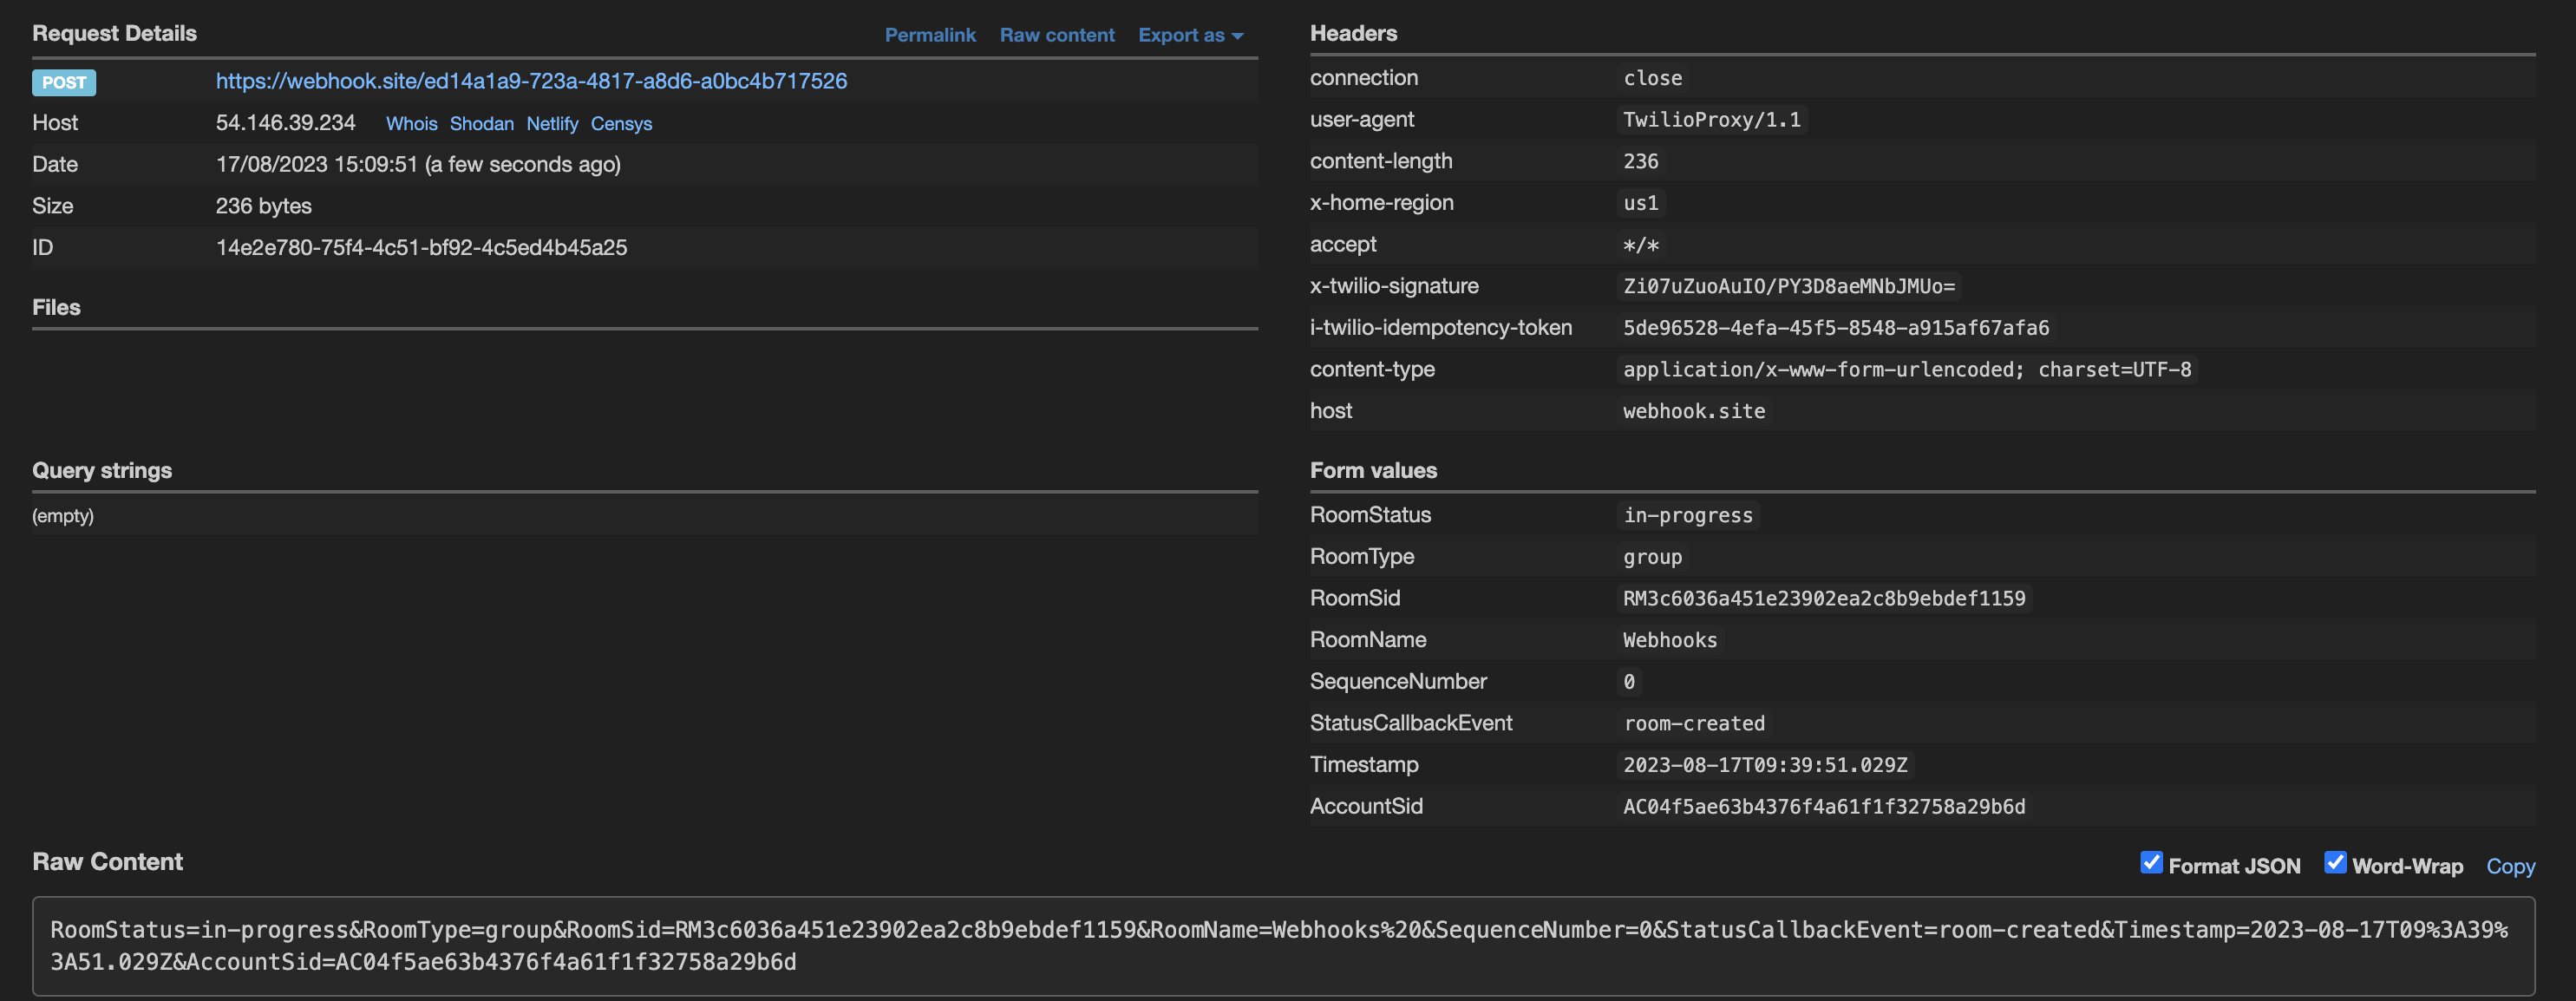 Request Details Permalink Raw content Export as
POST https://webhook.site/ed14a1a9-723a-4817-a8d6-a0bc4b717526
Host 54.146.39.234 Whois Shodan Netlify Censys
Date 17/08/2023 15:09:51 (a few seconds ago)
Size 236 bytes
ID 14e2e780-75f4-4c51-bf92-4c5ed4b45a25
Files
Headers
connection close
user-agent TwilioProxy/1.1
content-length 236
x-home-region us1
accept */*
x-twilio-signature Zi07uZuoAuIO/PY3D8aeMNbJMUo=
i-twilio-idempotency-token 5de96528-4efa-45f5-8548-a915af67afa6
content-type application/x-www-form-urlencoded; charset=UTF-8
host webhook.site
Query strings
(empty)
Form values
RoomStatus in-progress
RoomType group
RoomSid RM3c6036a451e23902ea2c8b9ebdef1159
RoomName Webhooks
SequenceNumber 0
StatusCallbackEvent room-created
Timestamp 2023-08-17T09:39:51.029Z
AccountSid AC04f5ae63b4376f4a61f1f32758a29b6d
Raw Content Format JSON Word-Wrap Copy
RoomStatus=in-progress&RoomType=group&RoomSid=RM3c6036a451e23902ea2c8b9ebdef1159&RoomName=Webhooks%20&SequenceNumber=0&StatusCallbackEvent=room-created&Timestamp=2023-08-17T09%3A39%
3A51.029Z&AccountSid=AC04f5ae63b4376f4a61f1f32758a29b6d